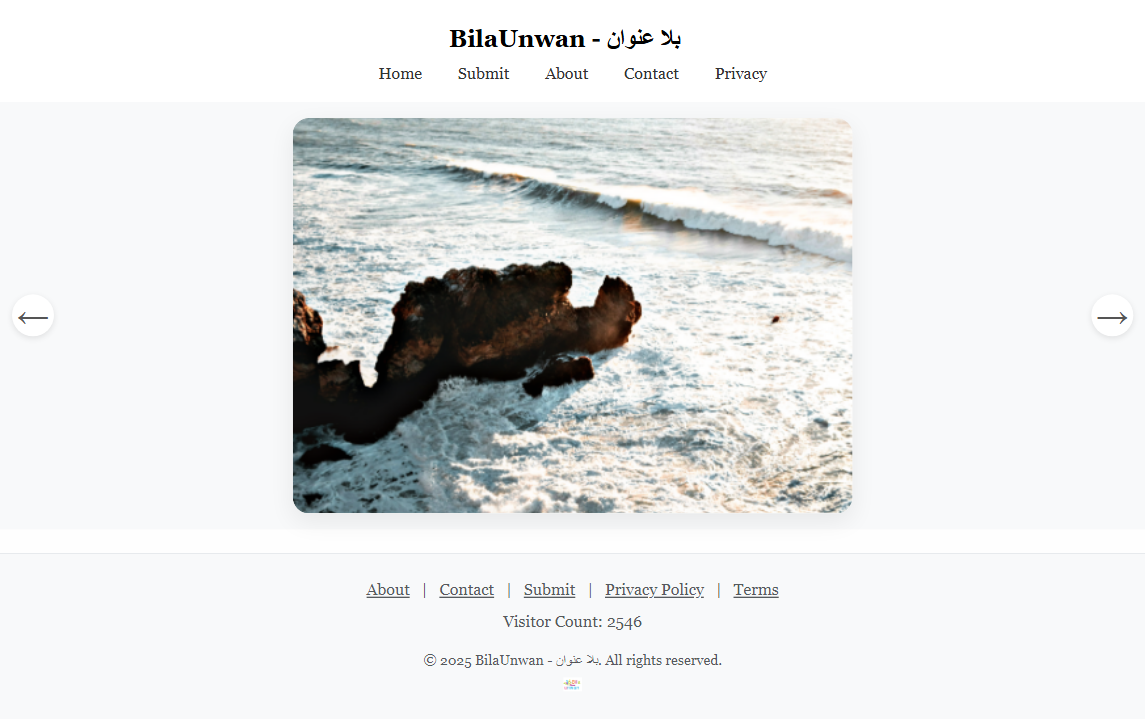 BilaUnwan - بلا عنوان
Home Submit About Contact Privacy
← →
About | Contact | Submit | Privacy Policy | Terms
Visitor Count: 2546
© 2025 BilaUnwan - بلا عنوان. All rights reserved.